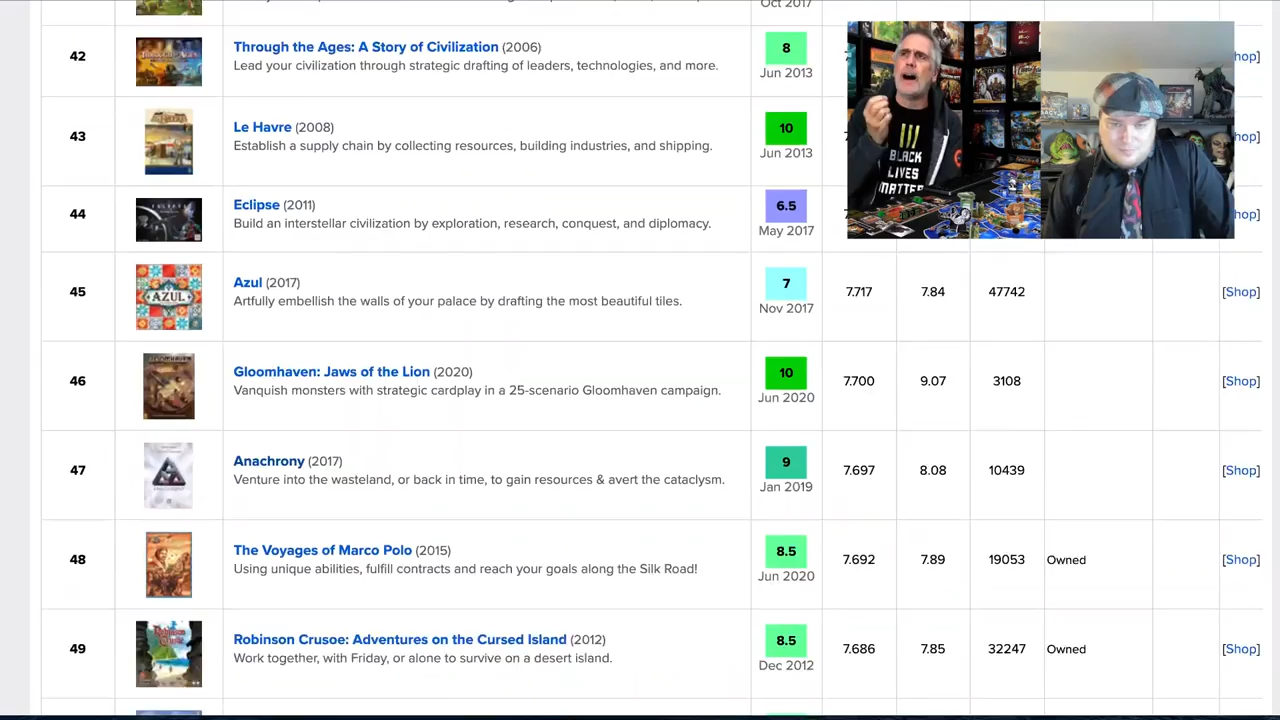 Oct 2017
42
Through the Ages: A Story of Civilization (2006)
Lead your civilization through strategic drafting of leaders, technologies, and more.
8
Jun 2013
hop]
43
Le Havre (2008)
Establish a supply chain by collecting resources, building industries, and shipping.
10
Jun 2013
hop]
BLACK
LIVES
MATTER
44
Eclipse (2011)
Build an interstellar civilization by exploration, research, conquest, and diplomacy.
6.5
May 2017
hop]
45
AZUL
Azul (2017)
Artfully embellish the walls of your palace by drafting the most beautiful tiles.
7
Nov 2017
7.717
7.84
47742
[Shop]
46
Gloomhaven: Jaws of the Lion (2020)
Vanquish monsters with strategic cardplay in a 25-scenario Gloomhaven campaign.
10
Jun 2020
7.700
9.07
3108
[Shop]
47
Anachrony (2017)
Venture into the wasteland, or back in time, to gain resources & avert the cataclysm.
9
Jan 2019
7.697
8.08
10439
[Shop]
48
The Voyages of Marco Polo (2015)
Using unique abilities, fulfill contracts and reach your goals along the Silk Road!
8.5
Jun 2020
7.692
7.89
19053
Owned
[Shop]
49
Robinson Crusoe: Adventures on the Cursed Island (2012)
Work together, with Friday, or alone to survive on a desert island.
8.5
Dec 2012
7.686
7.85
32247
Owned
[Shop]